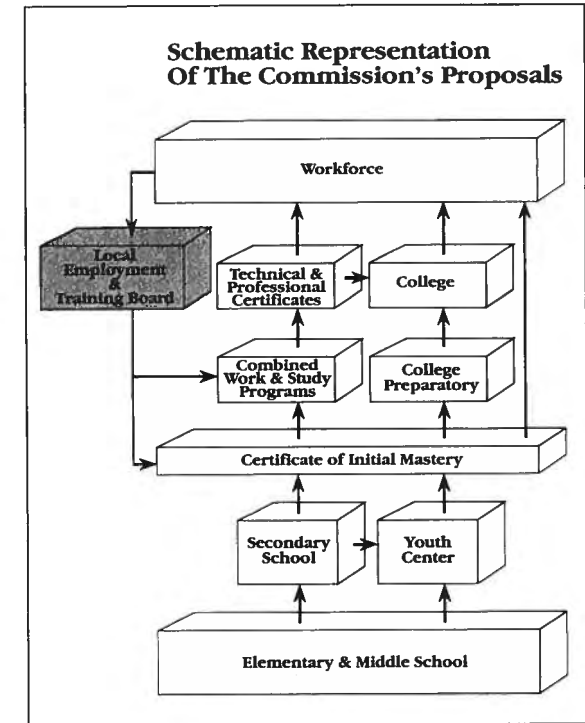 Schematic Representation
Of The Commission's Proposals
Workforce
Local
Employment
&
Training Board
Technical &
Professional
Certificates
College
Combined
Work & Study
Programs
College
Preparatory
Certificate of Initial Mastery
Secondary
School
Youth
Center
Elementary & Middle School